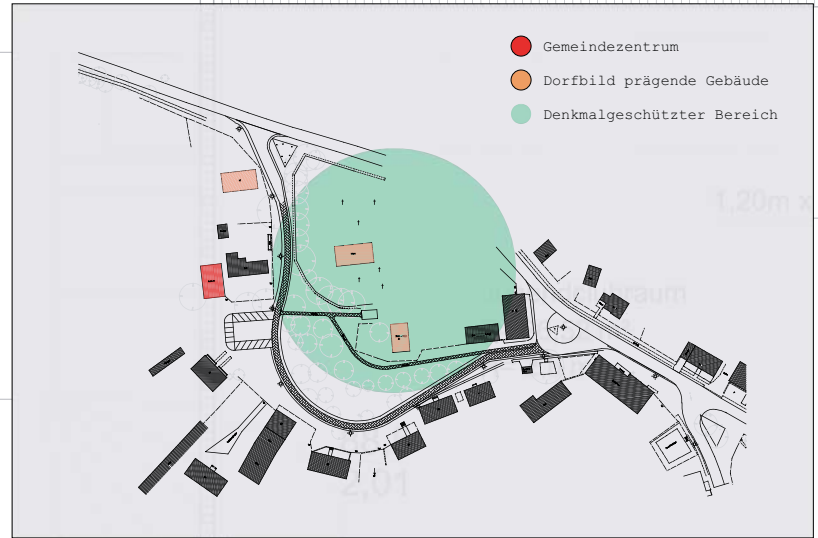 Gemeindezentrum
Dorfbild prägende Gebäude
Denkmalgeschützter Bereich
1,20m x
2,01